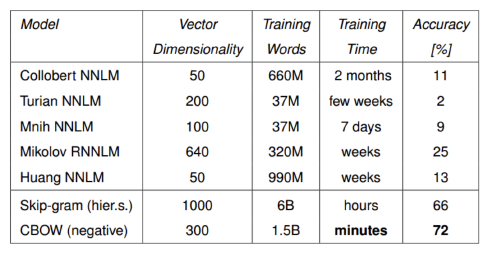 Model Vector Training Training Accuracy
Dimensionality Words Time [%]
Collobert NNLM 50 660M 2 months 11
Turian NNLM 200 37M few weeks 2
Mnih NNLM 100 37M 7 days 9
Mikolov RNNLM 640 320M weeks 25
Huang NNLM 50 990M weeks 13
Skip-gram (hier.s.) 1000 6B hours 66
CBOW (negative) 300 1.5B minutes 72